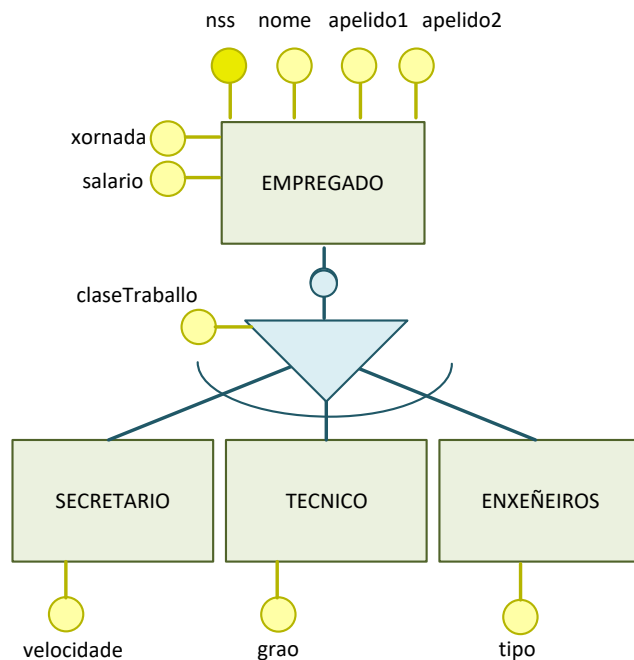 nss nome apelido1 apelido2
xornada
salario
EMPREGADO
claseTraballo
SECRETARIO TECNICO ENXEÑEIROS
velocidade grao tipo